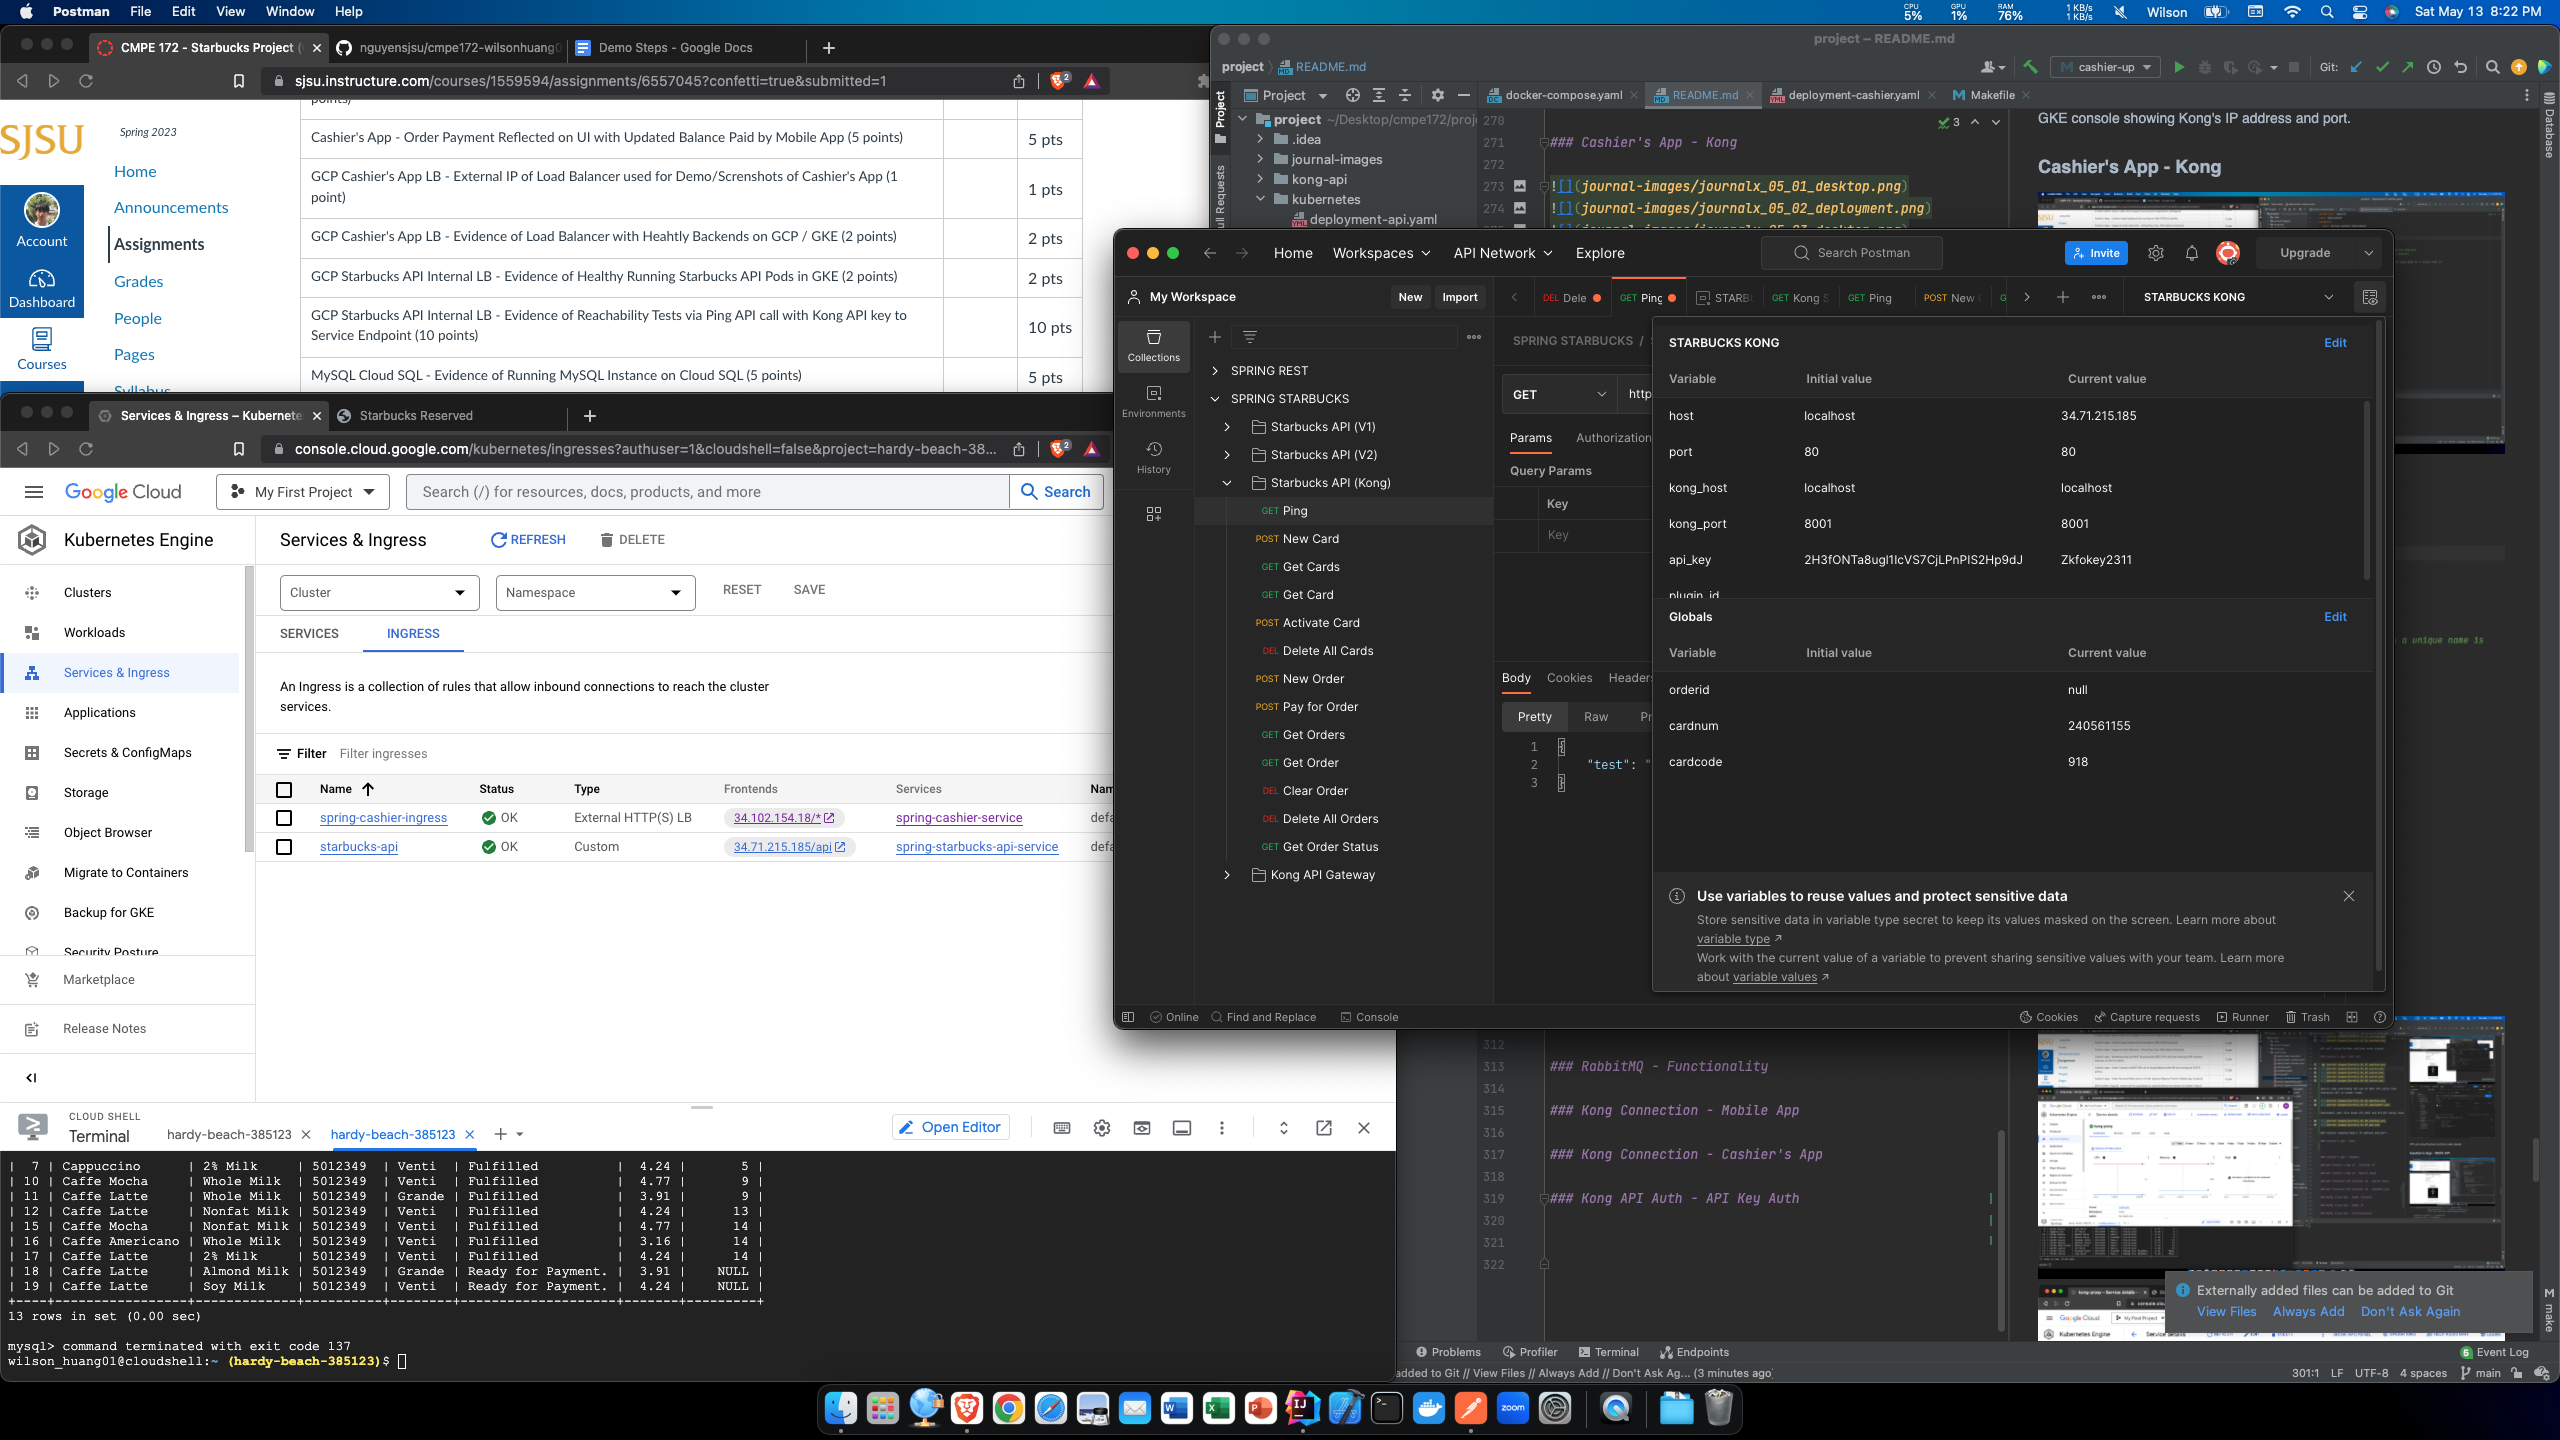 Postman File Edit View Window Help
CPU 5% GPU 1% RAM 76% 1 KB/s 1 KB/s Wilson Sat May 13 8:22 PM
CMPE 172 - Starbucks Project (
nguyensjsu/cmpe172-wilsonhuang0
Demo Steps - Google Docs
sjsu.instructure.com/courses/1559594/assignments/6557045?confetti=true&submitted=1
SJSU
Spring 2023
Account
Dashboard
Courses
Home
Announcements
Assignments
Grades
People
Pages
Syllabus
points)
Cashier's App - Order Payment Reflected on UI with Updated Balance Paid by Mobile App (5 points) 5 pts
GCP Cashier's App LB - External IP of Load Balancer used for Demo/Screnshots of Cashier's App (1
point) 1 pts
GCP Cashier's App LB - Evidence of Load Balancer with Heahtly Backends on GCP / GKE (2 points) 2 pts
GCP Starbucks API Internal LB - Evidence of Healthy Running Starbucks API Pods in GKE (2 points) 2 pts
GCP Starbucks API Internal LB - Evidence of Reachability Tests via Ping API call with Kong API key to
Service Endpoint (10 points) 10 pts
MySQL Cloud SQL - Evidence of Running MySQL Instance on Cloud SQL (5 points) 5 pts
Services & Ingress – Kubernete
Starbucks Reserved
console.cloud.google.com/kubernetes/ingresses?authuser=1&cloudshell=false&project=hardy-beach-38...
Google Cloud
My First Project
Search (/) for resources, docs, products, and more
Search
Kubernetes Engine
Clusters
Workloads
Services & Ingress
Applications
Secrets & ConfigMaps
Storage
Object Browser
Migrate to Containers
Backup for GKE
Security Posture
Marketplace
Release Notes
Services & Ingress REFRESH DELETE
Cluster Namespace RESET SAVE
SERVICES INGRESS
An Ingress is a collection of rules that allow inbound connections to reach the cluster
services.
Filter Filter ingresses
Name Status Type Frontends Services Nam
spring-cashier-ingress OK External HTTP(S) LB 34.102.154.18/* spring-cashier-service defa
starbucks-api OK Custom 34.71.215.185/api spring-starbucks-api-service defa
CLOUD SHELL
Terminal
hardy-beach-385123
hardy-beach-385123
Open Editor
| 7 | Cappuccino | 2% Milk | 5012349 | Venti | Fulfilled | 4.24 | 5 |
| 10 | Caffe Mocha | Whole Milk | 5012349 | Venti | Fulfilled | 4.77 | 9 |
| 11 | Caffe Latte | Whole Milk | 5012349 | Grande | Fulfilled | 3.91 | 9 |
| 12 | Caffe Latte | Nonfat Milk | 5012349 | Venti | Fulfilled | 4.24 | 13 |
| 15 | Caffe Mocha | Nonfat Milk | 5012349 | Venti | Fulfilled | 4.77 | 14 |
| 16 | Caffe Americano | Whole Milk | 5012349 | Venti | Fulfilled | 3.16 | 14 |
| 17 | Caffe Latte | 2% Milk | 5012349 | Venti | Fulfilled | 4.24 | 14 |
| 18 | Caffe Latte | Almond Milk | 5012349 | Grande | Ready for Payment. | 3.91 | NULL |
| 19 | Caffe Latte | Soy Milk | 5012349 | Venti | Ready for Payment. | 4.24 | NULL |
+----+-----------------+-------------+----------+--------+--------------------+-------+---------+
13 rows in set (0.00 sec)
mysql> command terminated with exit code 137
wilson_huang01@cloudshell:~ (hardy-beach-385123)$
project – README.md
project README.md
cashier-up
Git:
Project
docker-compose.yaml
README.md
deployment-cashier.yaml
Makefile
Project
Database
make
project ~/Desktop/cmpe172/proj
.idea
journal-images
kong-api
kubernetes
deployment-api.yaml
3
270
271 ### Cashier's App - Kong
272
273 ![](journal-images/journalx_05_01_desktop.png)
274 ![](journal-images/journalx_05_02_deployment.png)
GKE console showing Kong's IP address and port.
Cashier's App - Kong
a unique name is
Home Workspaces API Network Explore
Search Postman
Invite
Upgrade
My Workspace
New Import
DEL Dele
GET Ping
STARB
GET Kong S
GET Ping
POST New
G
STARBUCKS KONG
Collections
Environments
History
SPRING REST
SPRING STARBUCKS
Starbucks API (V1)
Starbucks API (V2)
Starbucks API (Kong)
GET Ping
POST New Card
GET Get Cards
GET Get Card
POST Activate Card
DEL Delete All Cards
POST New Order
POST Pay for Order
GET Get Orders
GET Get Order
DEL Clear Order
DEL Delete All Orders
GET Get Order Status
Kong API Gateway
SPRING STARBUCKS /
GET http
Params Authorization
Query Params
Key
Key
Body Cookies Headers
Pretty Raw Pr
1 {
2 "test": "
3 }
STARBUCKS KONG Edit
Variable Initial value Current value
host localhost 34.71.215.185
port 80 80
kong_host localhost localhost
kong_port 8001 8001
api_key 2H3fONTa8ugl1IcVS7CjLPnPIS2Hp9dJ Zkfokey2311
plugin_id
Globals Edit
Variable Initial value Current value
orderid null
cardnum 240561155
cardcode 918
Use variables to reuse values and protect sensitive data
Store sensitive data in variable type secret to keep its values masked on the screen. Learn more about
variable type ↗
Work with the current value of a variable to prevent sharing sensitive values with your team. Learn more
about variable values ↗
Online Find and Replace Console
Cookies Capture requests Runner Trash
312
313 ### RabbitMQ - Functionality
314
315 ### Kong Connection - Mobile App
316
317 ### Kong Connection - Cashier's App
318
319 ### Kong API Auth - API Key Auth
320
321
322
Externally added files can be added to Git
View Files Always Add Don't Ask Again
Problems Profiler Terminal Endpoints
5 Event Log
added to Git // View Files // Always Add // Don't Ask Ag... (3 minutes ago)
301:1 LF UTF-8 4 spaces main
zoom